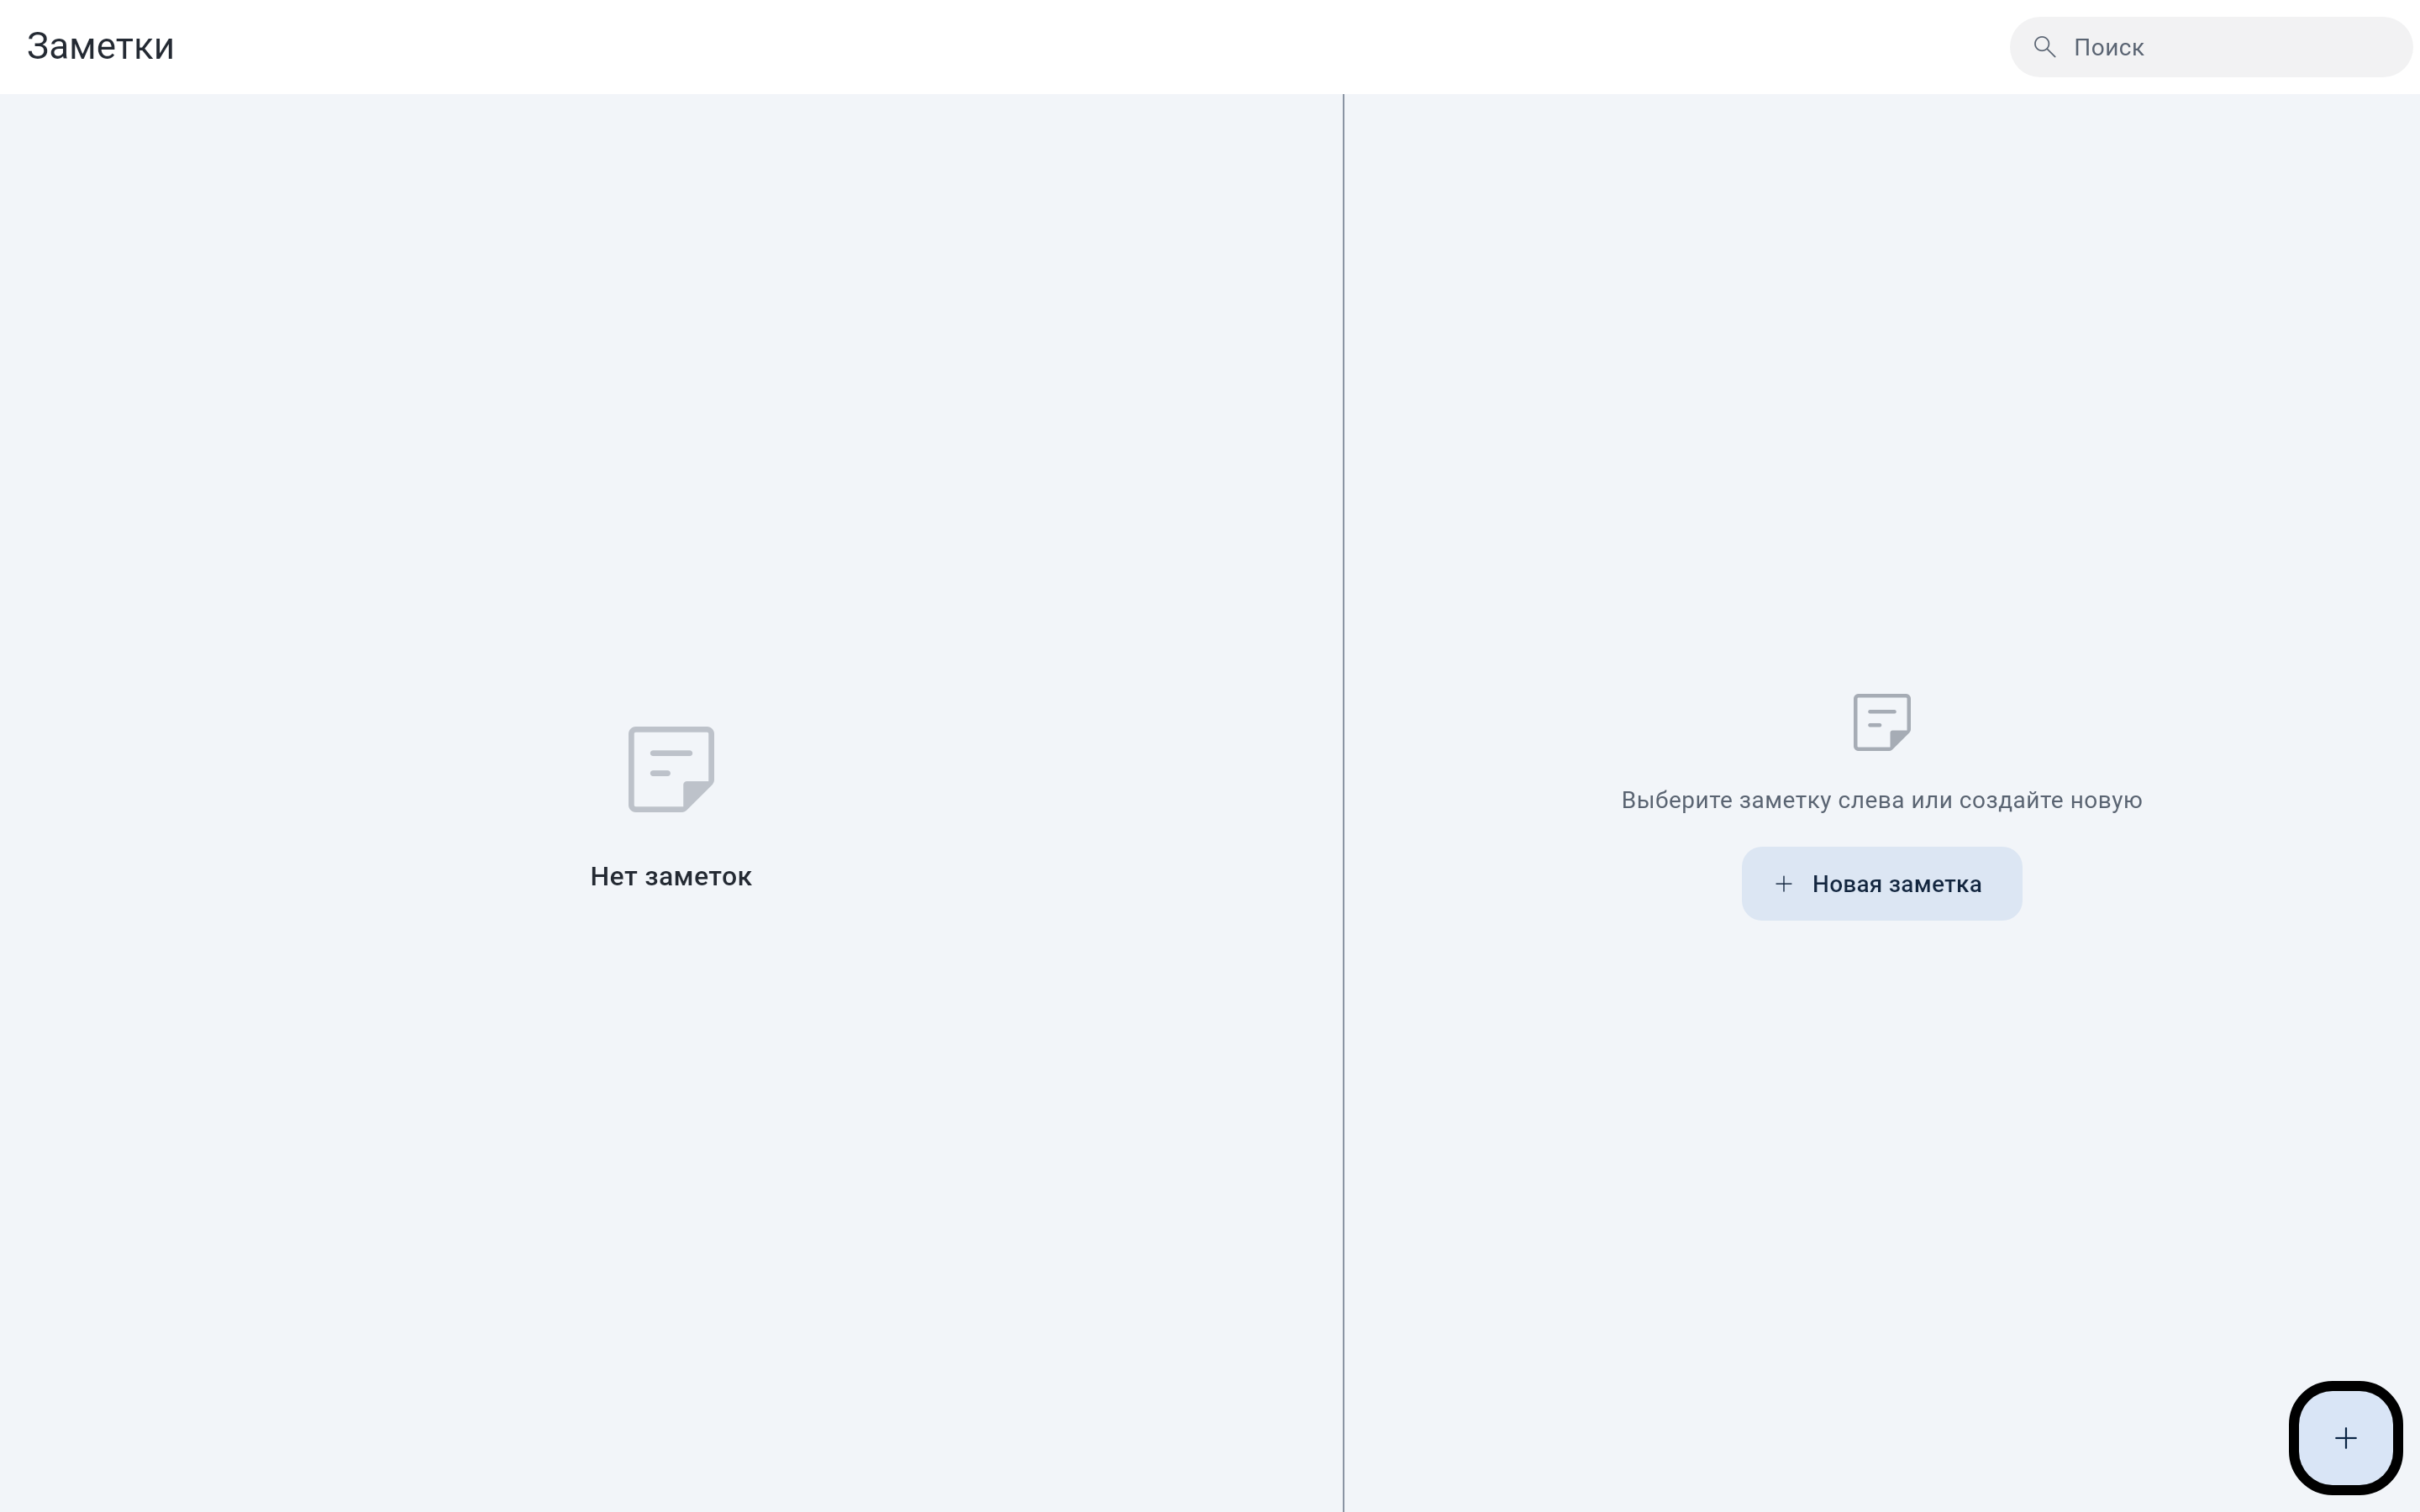 Заметки
Поиск
Нет заметок
Выберите заметку слева или создайте новую
Новая заметка